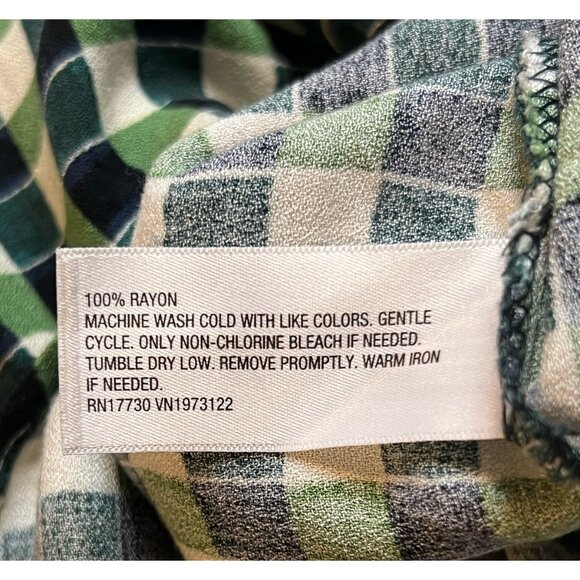 100% RAYON
MACHINE WASH COLD WITH LIKE COLORS. GENTLE
CYCLE. ONLY NON-CHLORINE BLEACH IF NEEDED.
TUMBLE DRY LOW. REMOVE PROMPTLY. WARM IRON
IF NEEDED.
RN17730 VN1973122